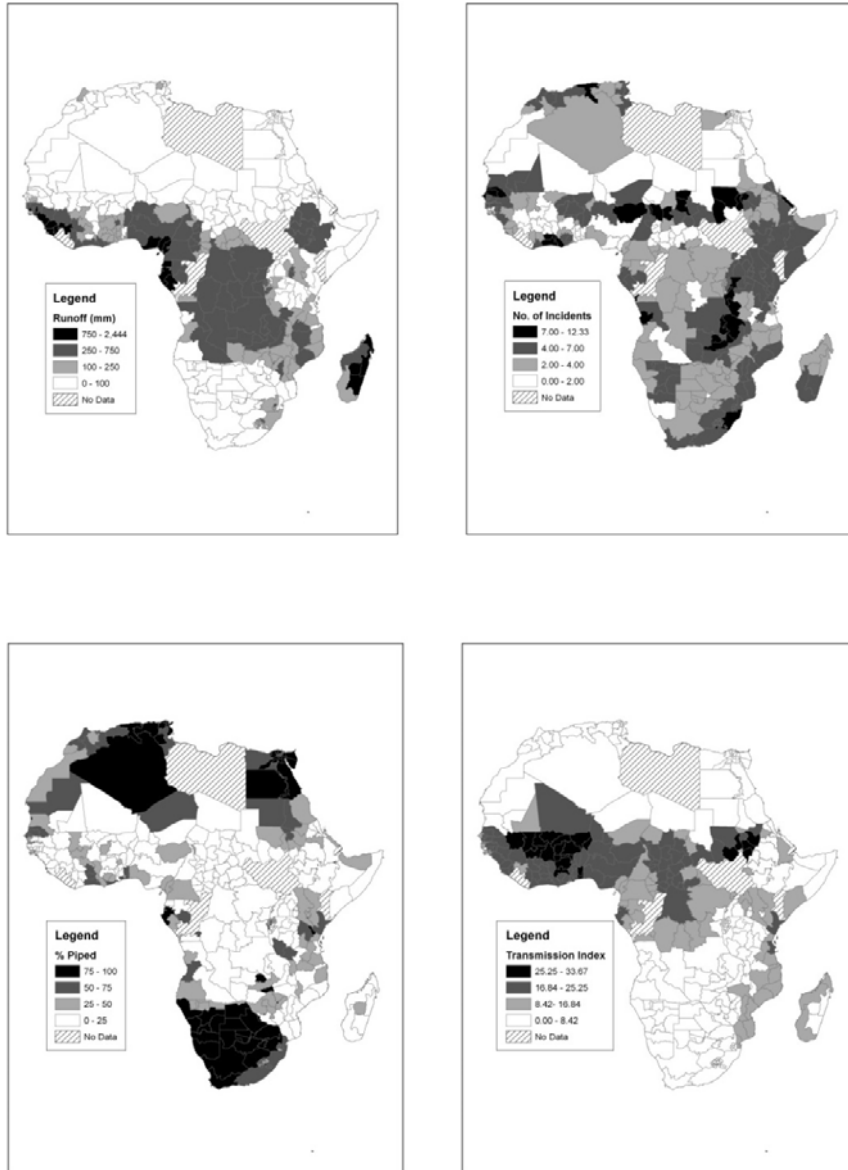 Legend
Runoff (mm)
750 - 2,444
250 - 750
100 - 250
0 - 100
No Data
Legend
No. of Incidents
7.00 - 12.33
4.00 - 7.00
2.00 - 4.00
0.00 - 2.00
No Data
Legend
% Piped
75 - 100
50 - 75
25 - 50
0 - 25
No Data
Legend
Transmission Index
25.25 - 33.67
16.84 - 25.25
8.42- 16.84
0.00 - 8.42
No Data